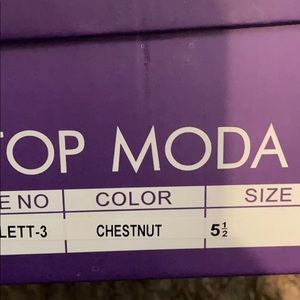 TOP MODA
E NO COLOR SIZE
LETT-3 CHESTNUT 5½